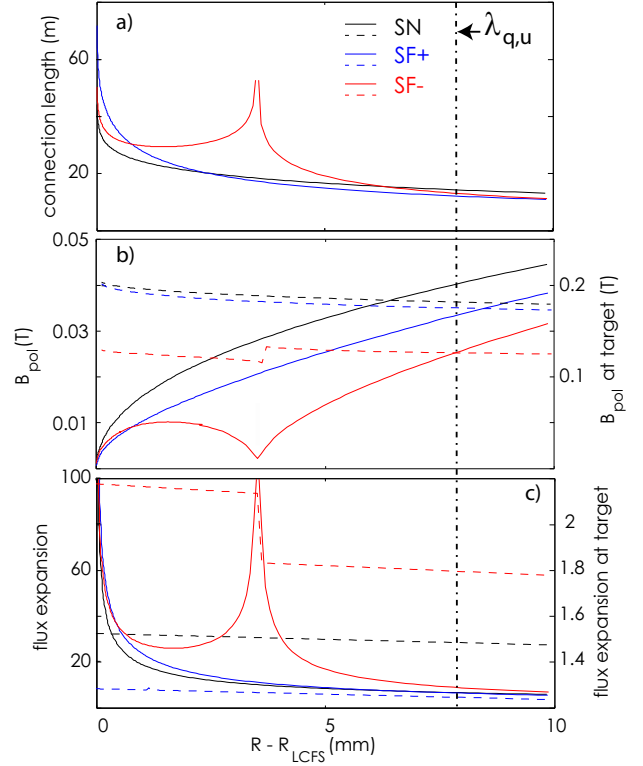 a)
SN
SF+
SF-
λq,u
connection length (m)
60
40
20
b)
0.05
0.03
0.01
Bpol(T)
0.2
0.1
Bpol at target (T)
c)
100
60
20
flux expansion
2
1.8
1.6
1.4
flux expansion at target
0
5
10
R - RLCFS (mm)